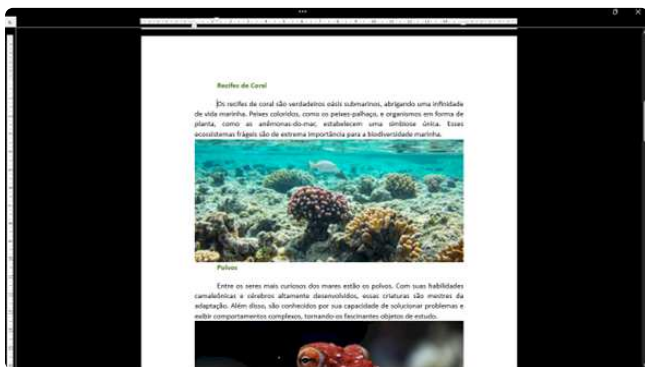 Recifes de Coral
Os recifes de coral são verdadeiros oásis submarinos, abrigando uma infinidade
de vida marinha. Peixes coloridos, como os peixes-palhaço, e organismos em forma de
planta, como as anêmonas-do-mar, estabelecem uma simbiose única. Esses
ecossistemas frágeis são de extrema importância para a biodiversidade marinha.
Polvos
Entre os seres mais curiosos dos mares estão os polvos. Com suas habilidades
camaleônicas e cérebros altamente desenvolvidos, essas criaturas são mestres da
adaptação. Além disso, são conhecidos por sua capacidade de solucionar problemas e
exibir comportamentos complexos, tornando-os fascinantes objetos de estudo.